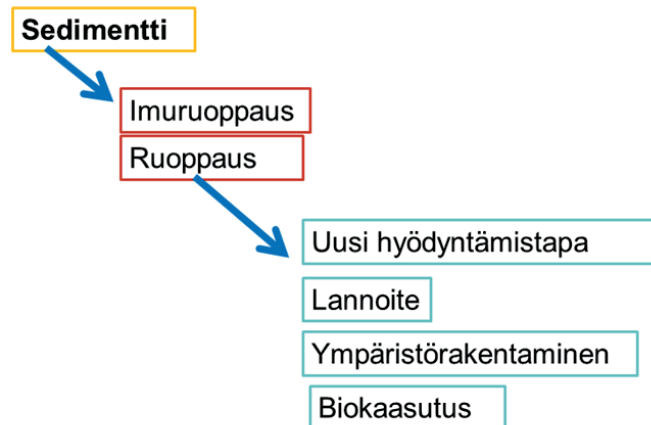 Sedimentti
Imuruoppaus
Ruoppaus
Uusi hyödyntämistapa
Lannoite
Ympäristörakentaminen
Biokaasutus